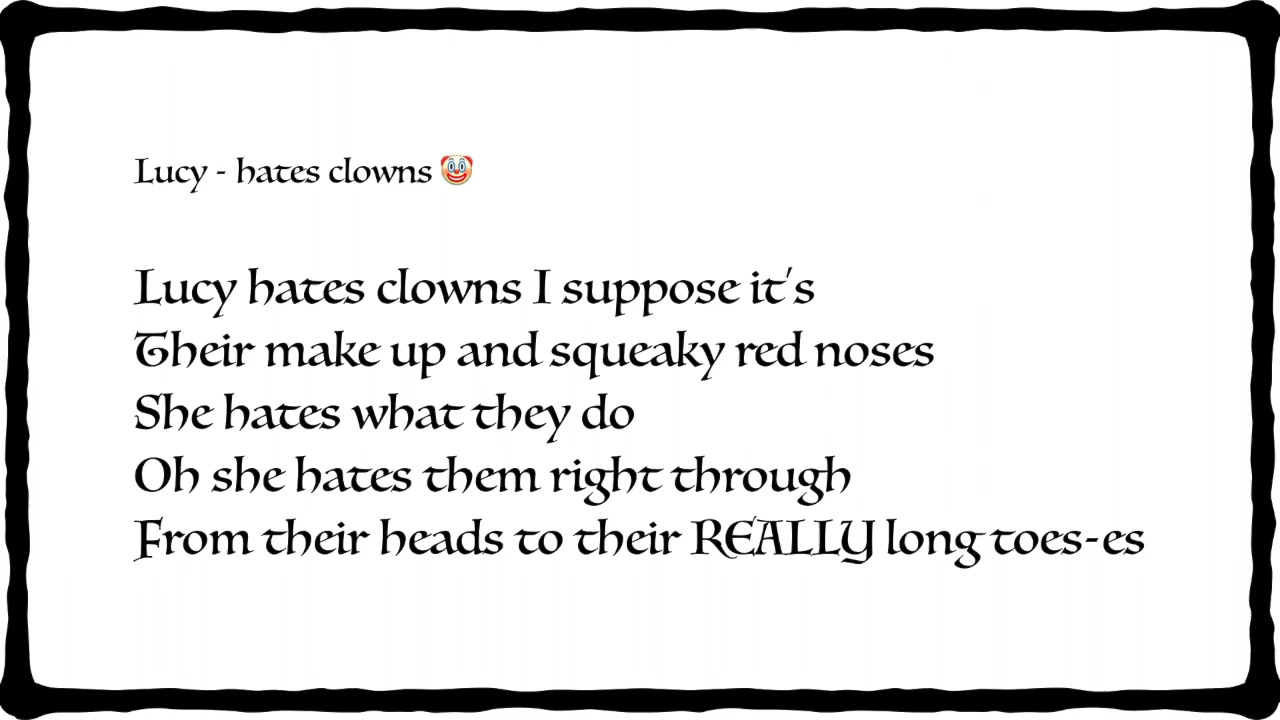 Lucy - hates clowns 🤡
Lucy hates clowns I suppose it's
Their make up and squeaky red noses
She hates what they do
Oh she hates them right through
From their heads to their REALLY long toes-es